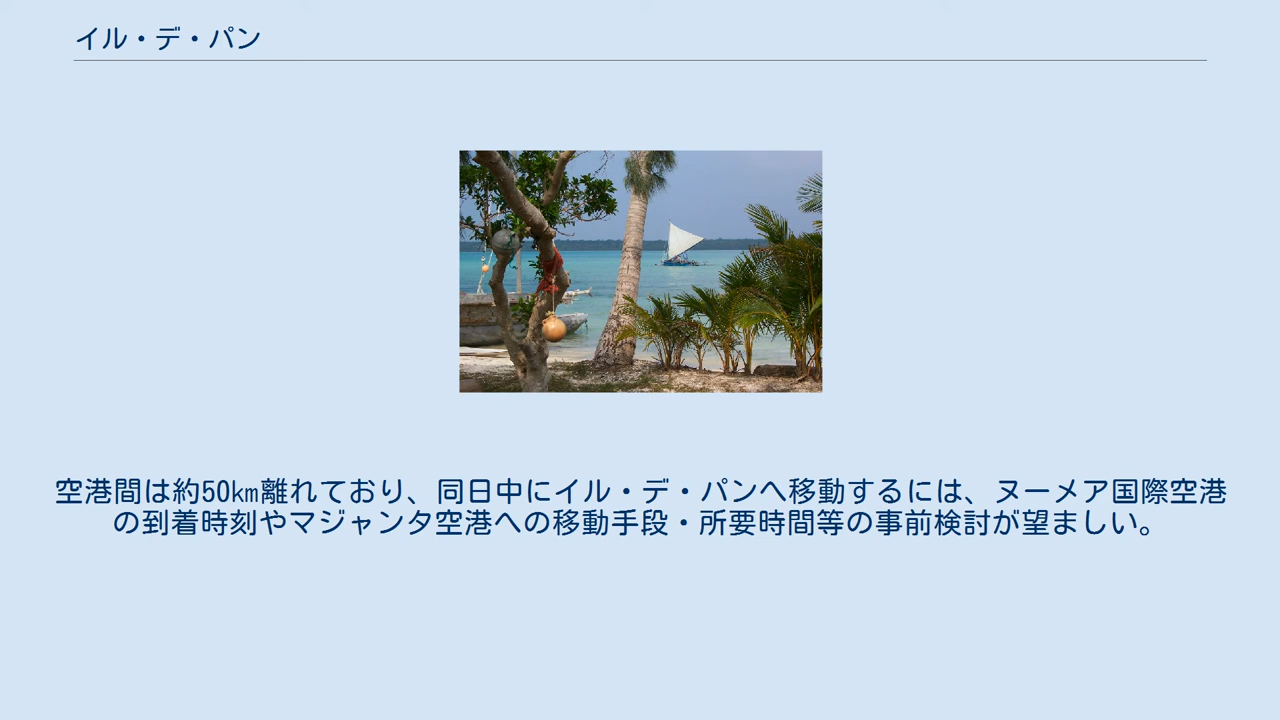 イル・デ・パン
空港間は約50km離れており、同日中にイル・デ・パンへ移動するには、ヌーメア国際空港
の到着時刻やマジャンタ空港への移動手段・所要時間等の事前検討が望ましい。